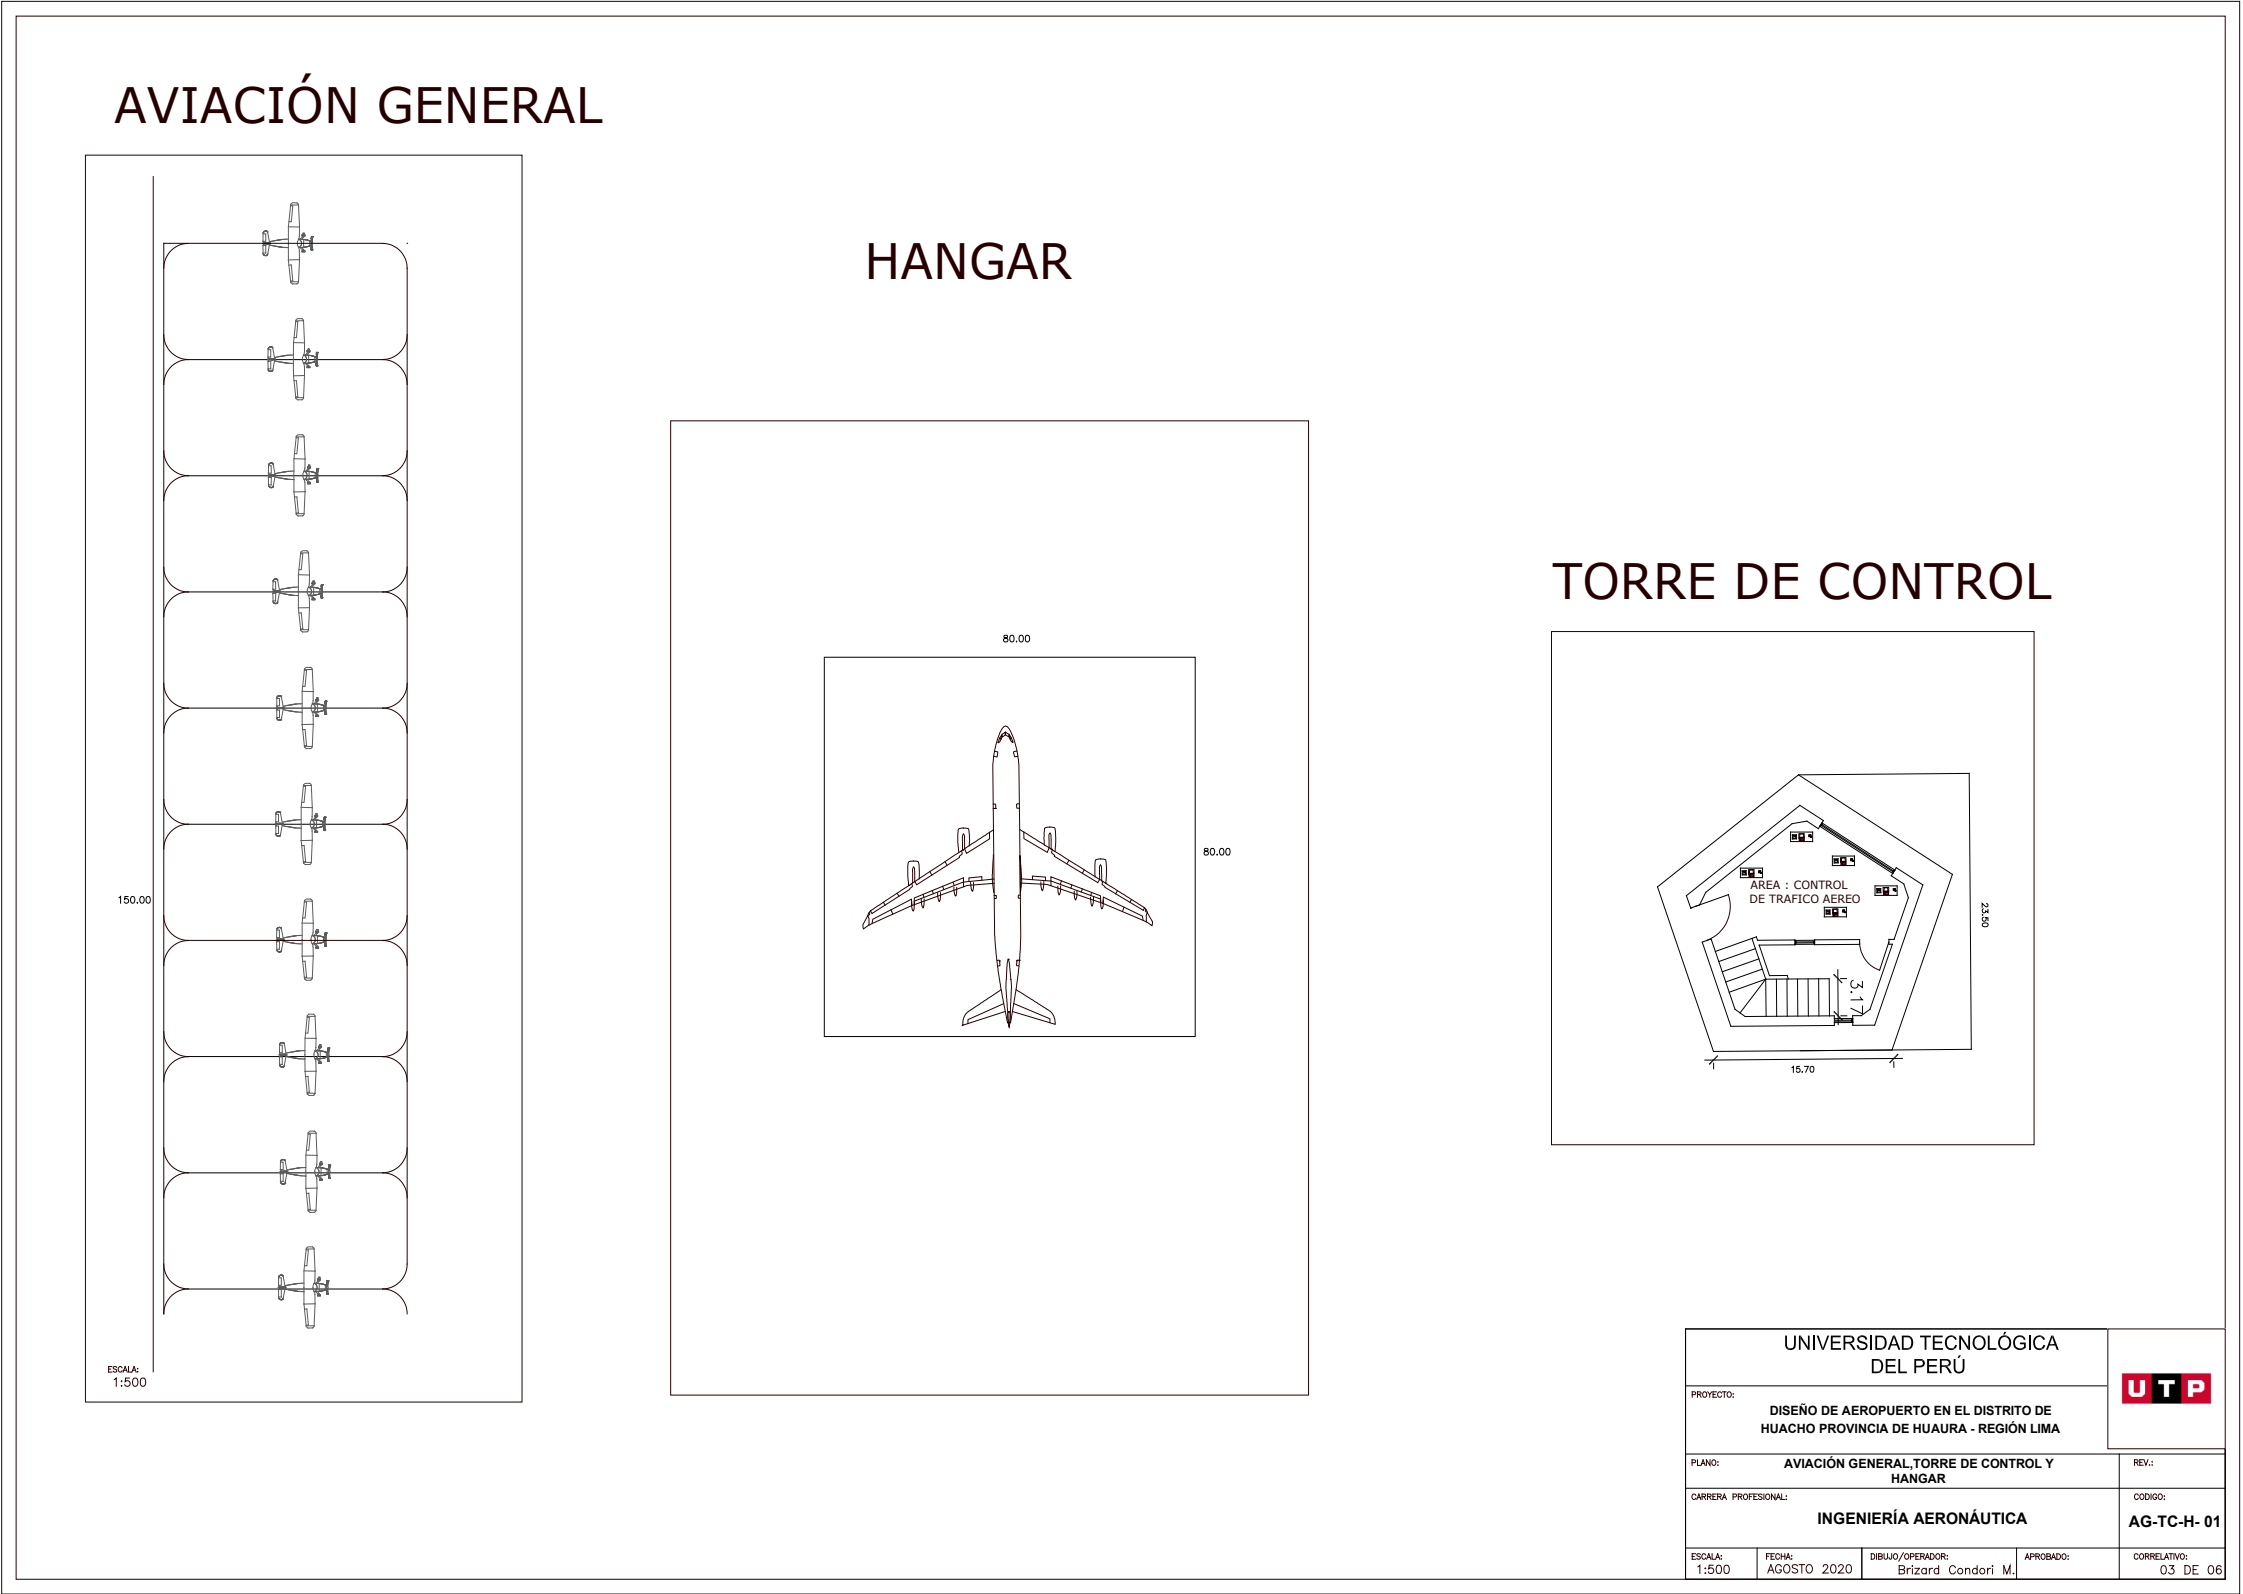 AVIACIÓN GENERAL
HANGAR
TORRE DE CONTROL
150.00
ESCALA:
1:500
80.00
80.00
AREA : CONTROL
DE TRAFICO AEREO
3.17
23.50
15.70
UNIVERSIDAD TECNOLÓGICA
DEL PERÚ
UTP
PROYECTO:
DISEÑO DE AEROPUERTO EN EL DISTRITO DE
HUACHO PROVINCIA DE HUAURA - REGIÓN LIMA
PLANO:
AVIACIÓN GENERAL,TORRE DE CONTROL Y
HANGAR
REV.:
CARRERA PROFESIONAL:
INGENIERÍA AERONÁUTICA
CODIGO:
AG-TC-H- 01
ESCALA:
1:500
FECHA:
AGOSTO 2020
DIBUJO/OPERADOR:
Brizard Condori M.
APROBADO:
CORRELATIVO:
03 DE 06